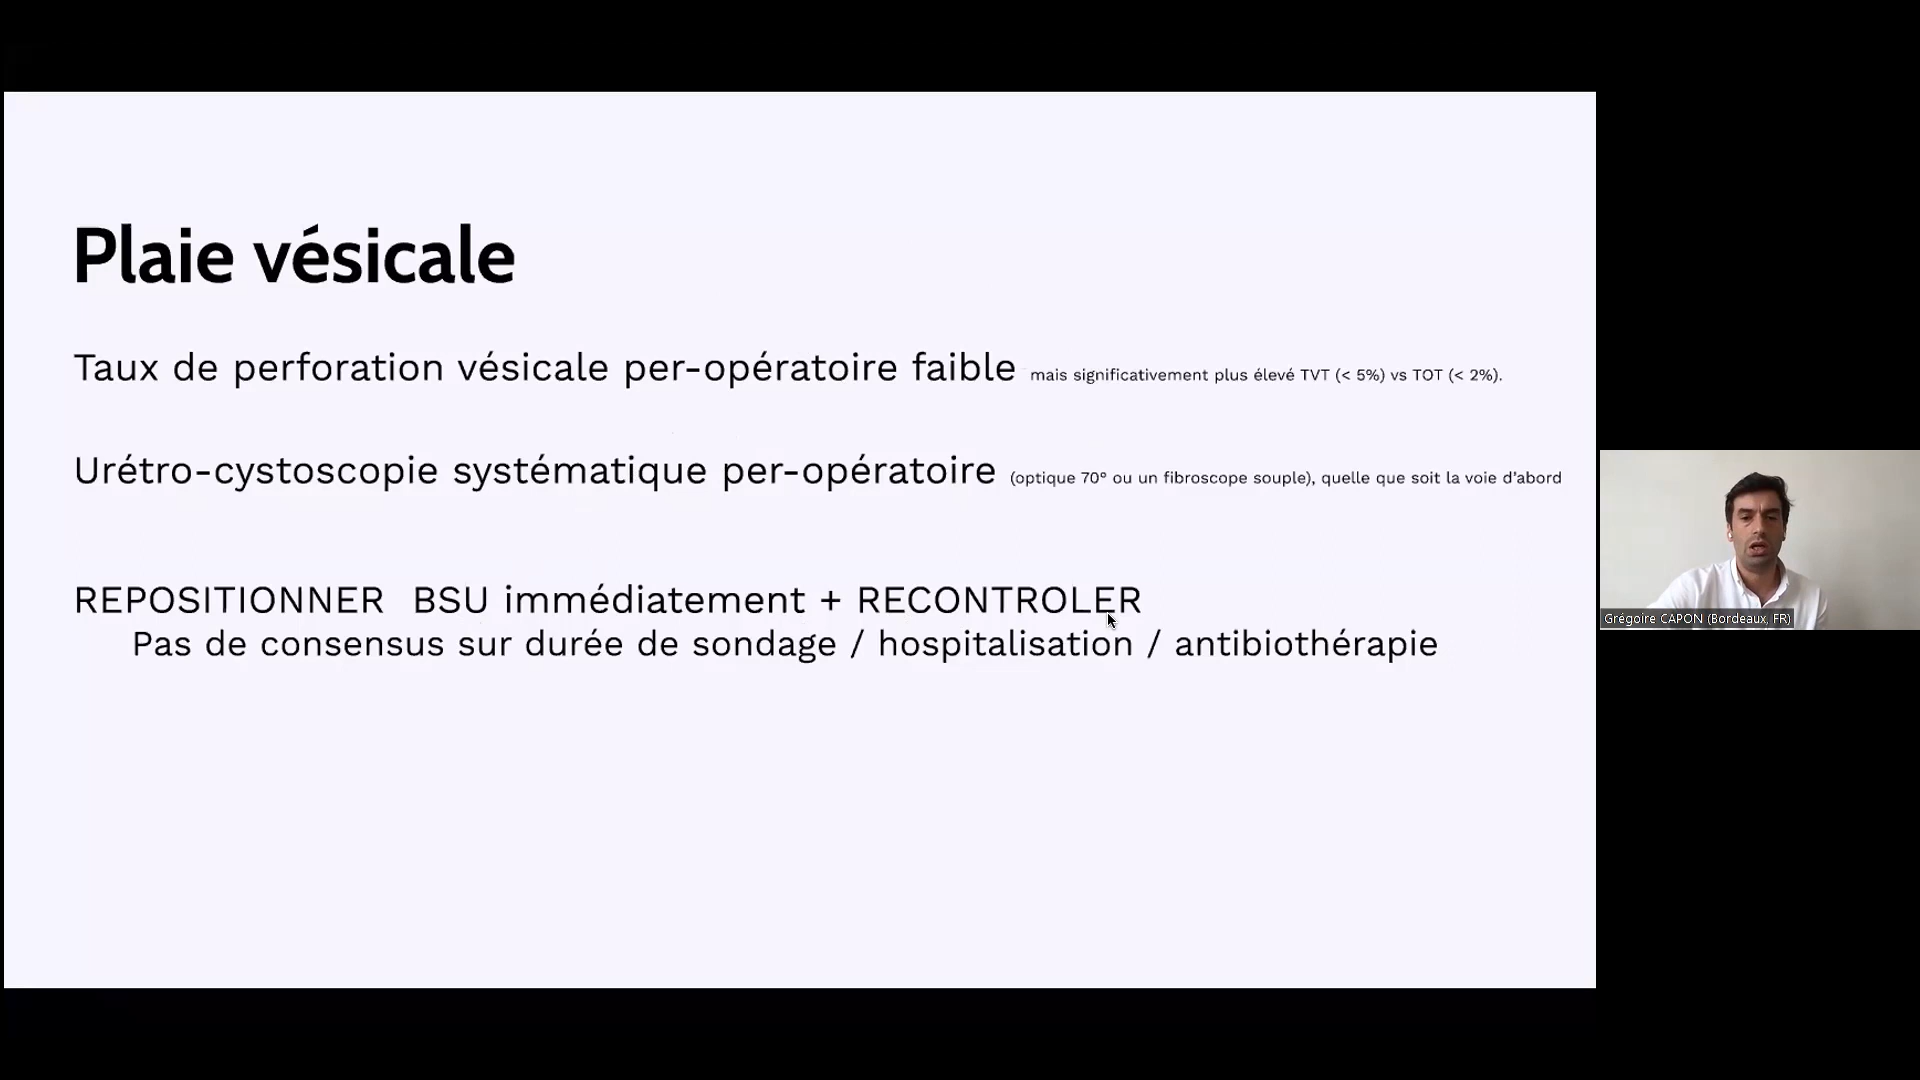 Plaie vésicale
Taux de perforation vésicale per-opératoire faible mais significativement plus élevé TVT (< 5%) vs TOT (< 2%).
Urétro-cystoscopie systématique per-opératoire (optique 70° ou un fibroscope souple), quelle que soit la voie d'abord
REPOSITIONNER BSU immédiatement + RECONTROLER
Pas de consensus sur durée de sondage / hospitalisation / antibiothérapie
Grégoire CAPON (Bordeaux, FR)